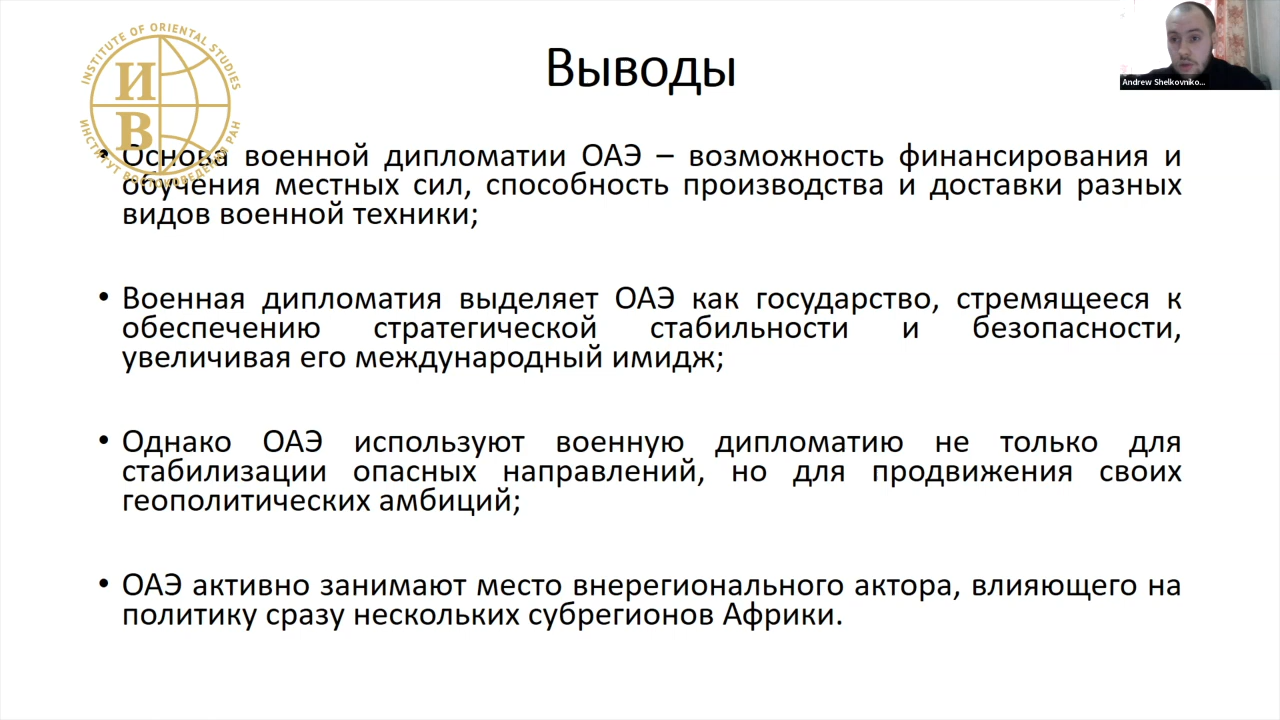 INSTITUTE OF ORIENTAL STUDIES
ИВ
ИНСТИТУТ ВОСТОКОВЕДЕНИЯ РАН
Выводы
Andrew Shelkovniko...
• Основа военной дипломатии ОАЭ – возможность финансирования и
обучения местных сил, способность производства и доставки разных
видов военной техники;
• Военная дипломатия выделяет ОАЭ как государство, стремящееся к
обеспечению стратегической стабильности и безопасности,
увеличивая его международный имидж;
• Однако ОАЭ используют военную дипломатию не только для
стабилизации опасных направлений, но для продвижения своих
геополитических амбиций;
• ОАЭ активно занимают место внерегионального актора, влияющего на
политику сразу нескольких субрегионов Африки.